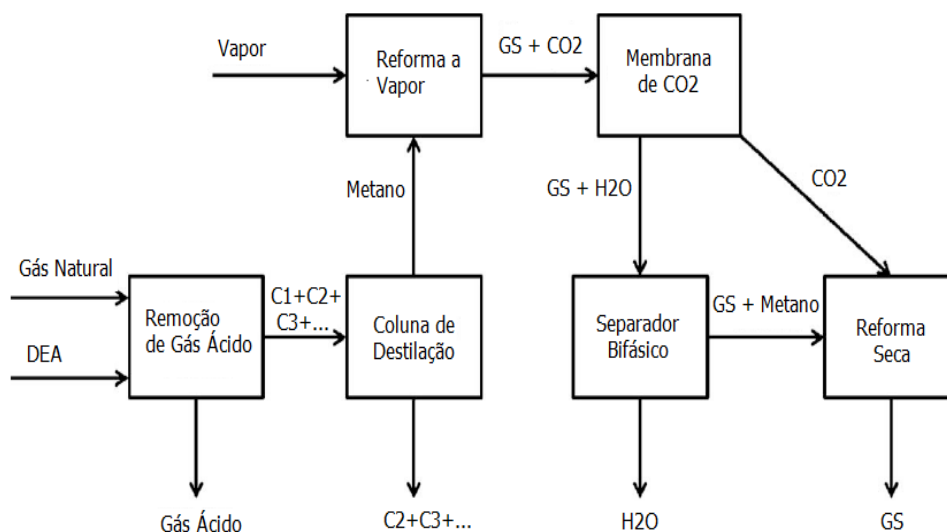 Vapor
Reforma a
Vapor
GS + CO2
Membrana
de CO2
Metano
GS + H2O
CO2
Gás Natural
DEA
Remoção
de Gás Ácido
C1+C2+
C3+...
Coluna de
Destilação
Separador
Bifásico
GS + Metano
Reforma
Seca
Gás Ácido
C2+C3+...
H2O
GS